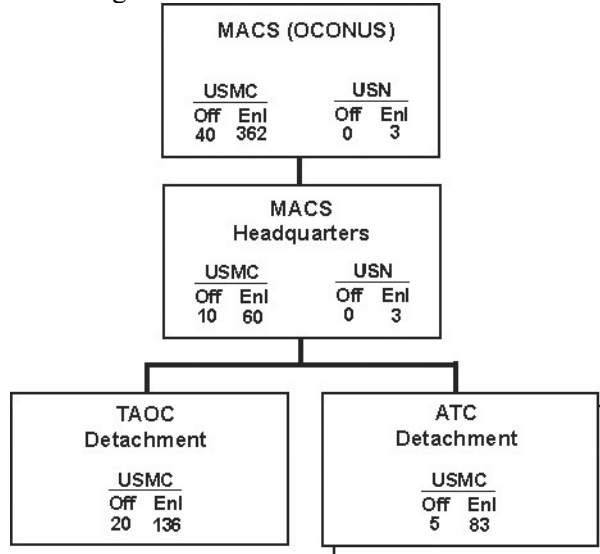 MACS (OCONUS)
USMC USN
Off Enl Off Enl
40 362 0 3
MACS
Headquarters
USMC USN
Off Enl Off Enl
10 60 0 3
TAOC
Detachment
USMC
Off Enl
20 136
ATC
Detachment
USMC
Off Enl
5 83